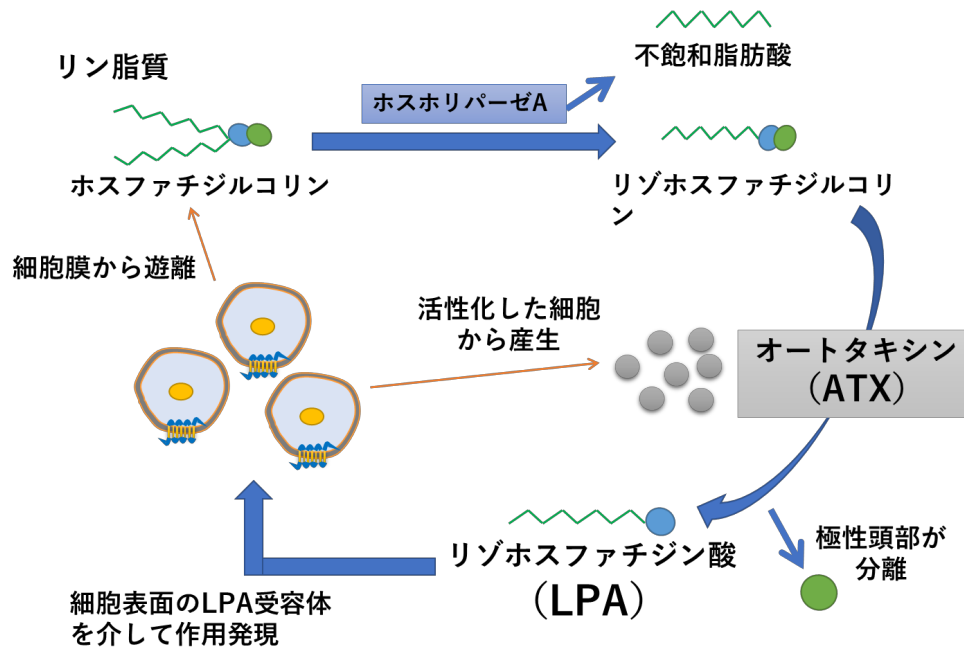 リン脂質
不飽和脂肪酸
ホスホリパーゼA
ホスファチジルコリン
リゾホスファチジルコリ
ン
細胞膜から遊離
活性化した細胞
から産生
オートタキシン
(ATX)
リゾホスファチジン酸
(LPA)
極性頭部が
分離
細胞表面のLPA受容体
を介して作用発現